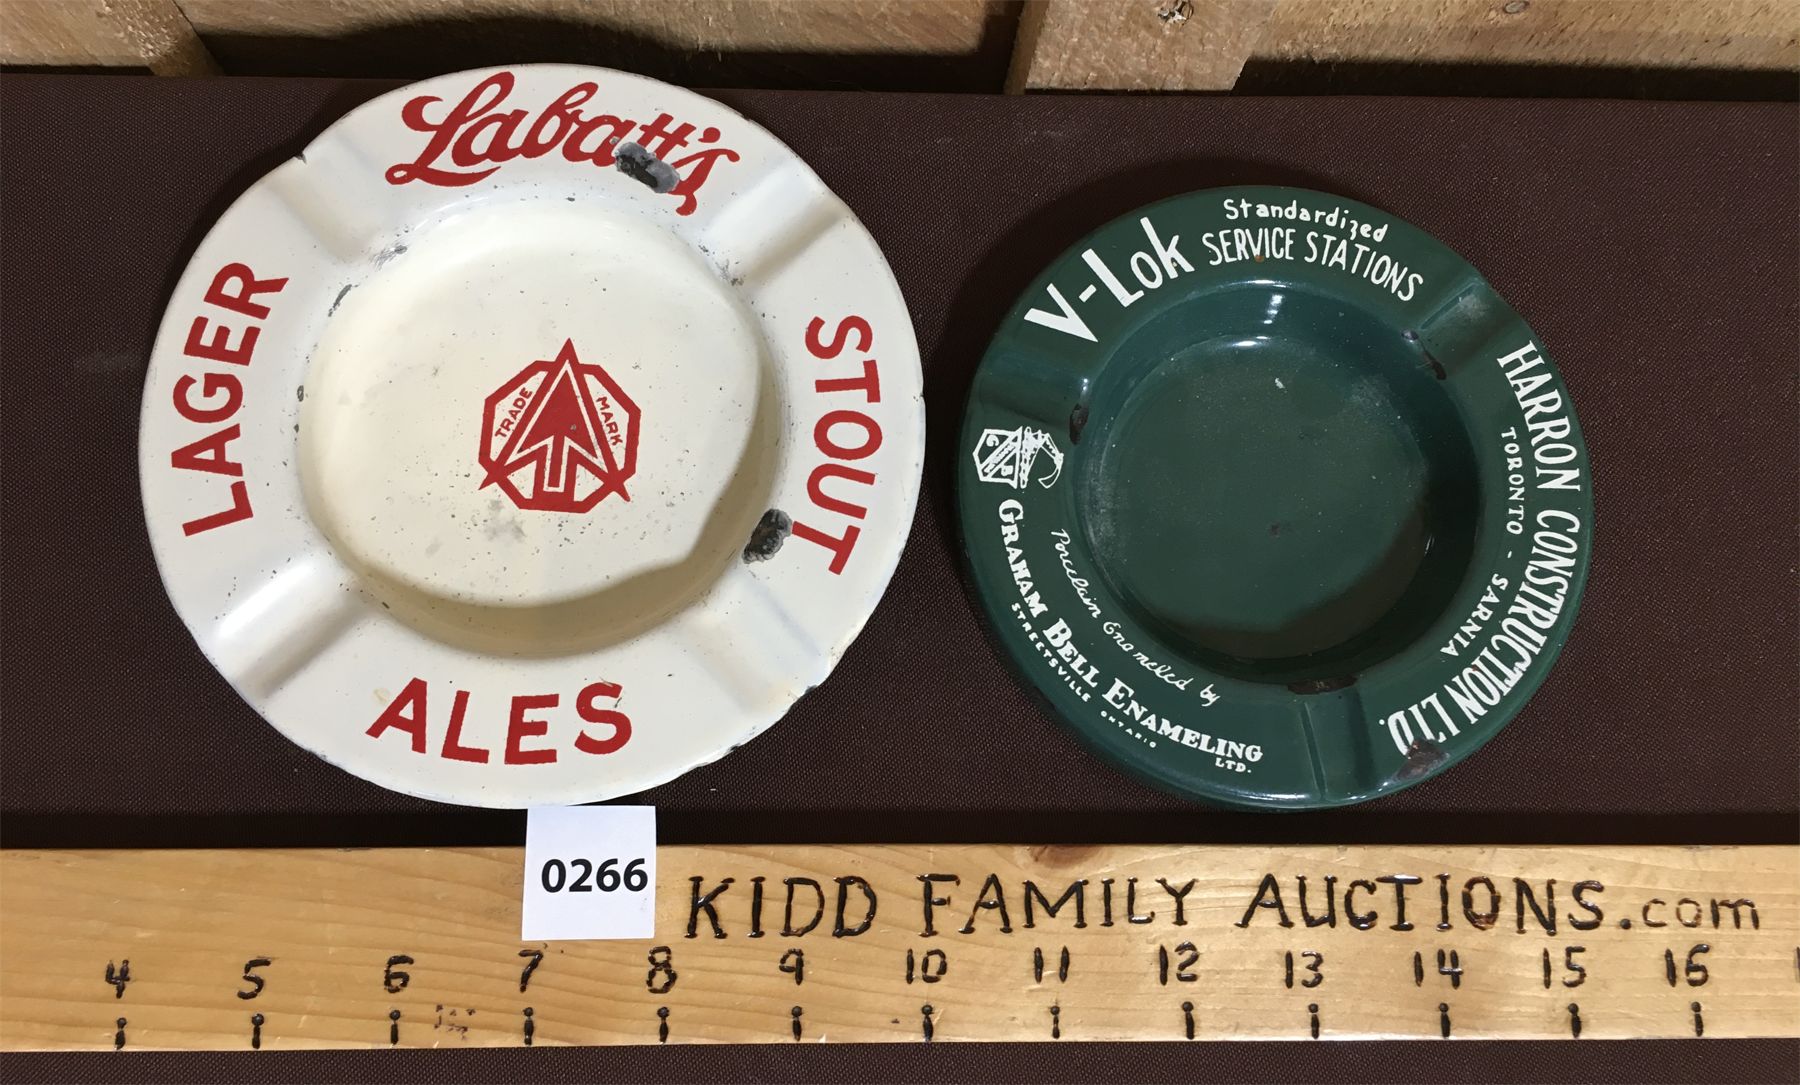 Labatt's
LAGER
STOUT
ALES
TRADE MARK
V-Lok
Standardized
SERVICE STATIONS
HARRON CONSTRUCTION LTD.
TORONTO - SARNIA
Porcelain Enamelled by
GRAHAM BELL ENAMELING LTD.
STREETSVILLE ONTARIO
0266
KIDD FAMILY AUCTIONS.com
4 5 6 7 8 9 10 11 12 13 14 15 16